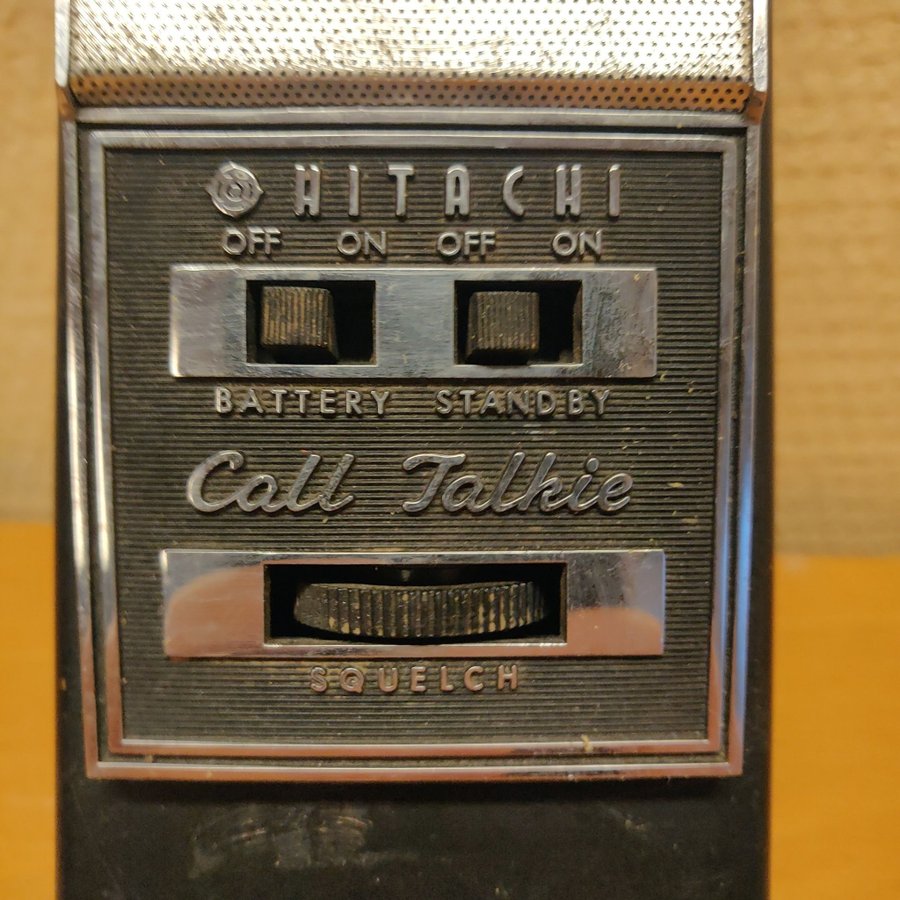 HITACHI
OFF ON OFF ON
BATTERY STANDBY
Call Talkie
SQUELCH